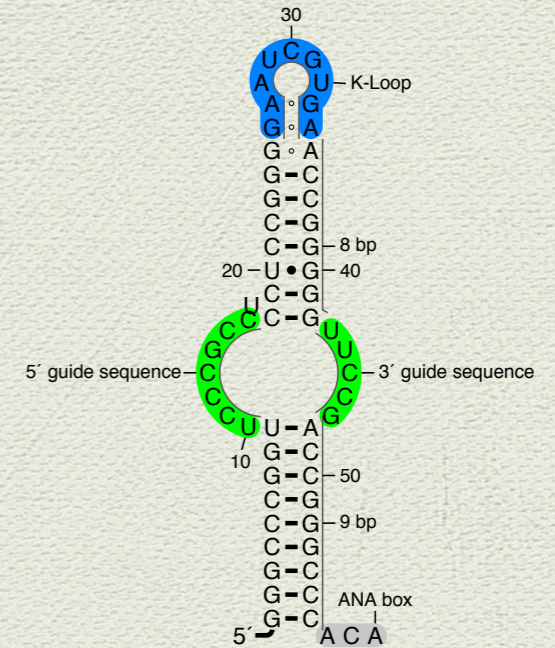 30
U C G
A U K-Loop
A G
G A
G A
G C
G C
C G
C G 8 bp
20 U G 40
C G
U
C C G
C U
G U
5´ guide sequence C C 3´ guide sequence
C C
C G
U U A
10
G C
G C 50
C G
C G 9 bp
C G
G C
G C
ANA box
G C
5´ A C A